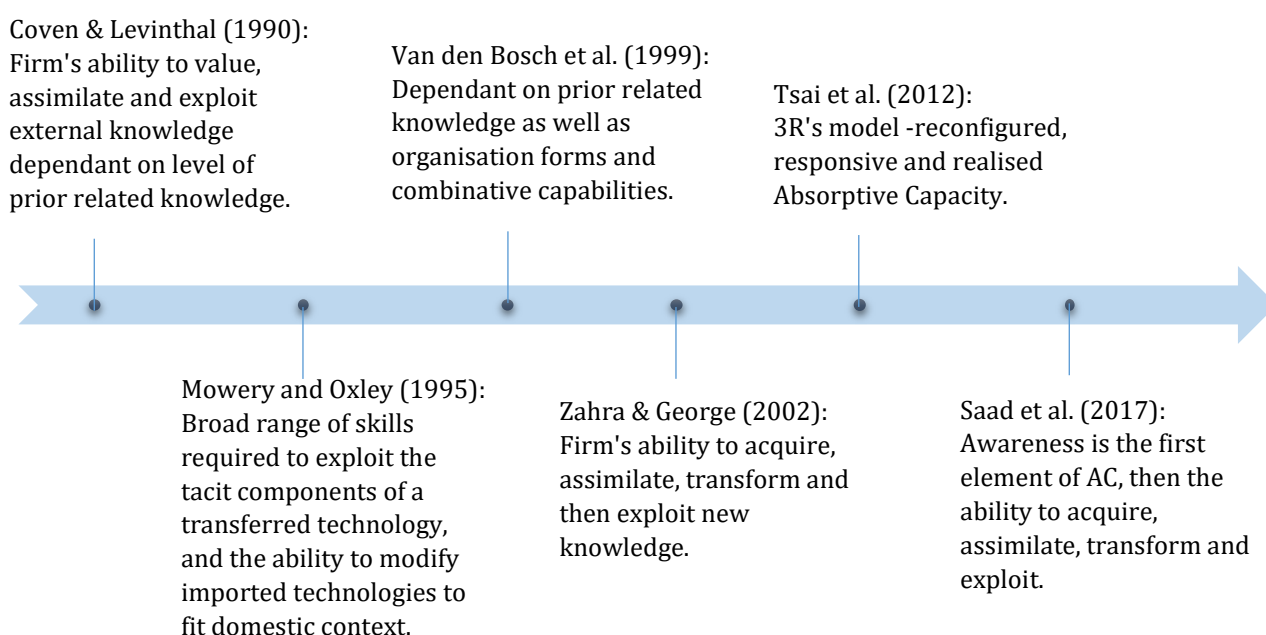 Coven & Levinthal (1990):
Firm's ability to value,
assimilate and exploit
external knowledge
dependant on level of
prior related knowledge.
Van den Bosch et al. (1999):
Dependant on prior related
knowledge as well as
organisation forms and
combinative capabilities.
Tsai et al. (2012):
3R's model -reconfigured,
responsive and realised
Absorptive Capacity.
Mowery and Oxley (1995):
Broad range of skills
required to exploit the
tacit components of a
transferred technology,
and the ability to modify
imported technologies to
fit domestic context.
Zahra & George (2002):
Firm's ability to acquire,
assimilate, transform and
then exploit new
knowledge.
Saad et al. (2017):
Awareness is the first
element of AC, then the
ability to acquire,
assimilate, transform and
exploit.